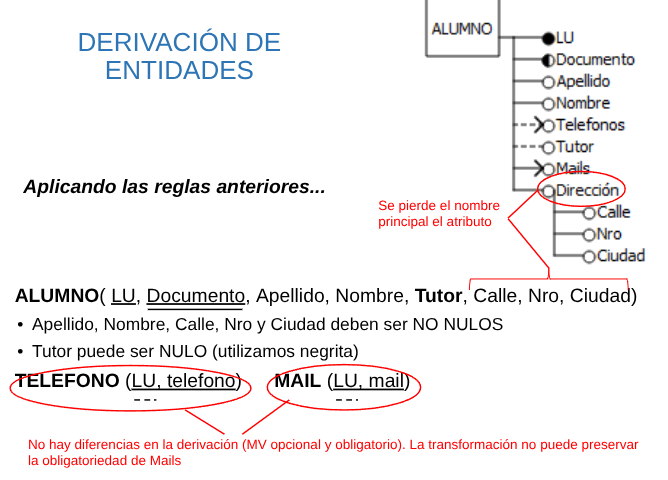 DERIVACIÓN DE
ENTIDADES
ALUMNO
LU
Documento
Apellido
Nombre
Telefonos
Tutor
Mails
Dirección
Calle
Nro
Ciudad
Aplicando las reglas anteriores...
Se pierde el nombre
principal el atributo
ALUMNO( LU, Documento, Apellido, Nombre, Tutor, Calle, Nro, Ciudad)
• Apellido, Nombre, Calle, Nro y Ciudad deben ser NO NULOS
• Tutor puede ser NULO (utilizamos negrita)
TELEFONO (LU, telefono) MAIL (LU, mail)
No hay diferencias en la derivación (MV opcional y obligatorio). La transformación no puede preservar
la obligatoriedad de Mails